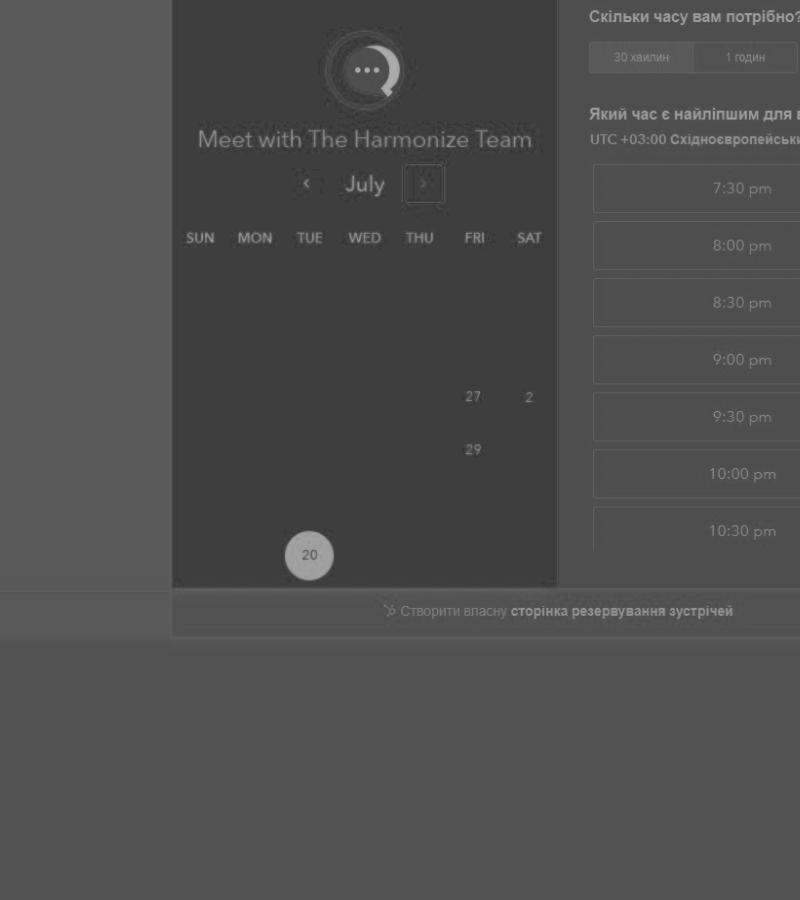 Meet with The Harmonize Team
July
SUN MON TUE WED THU FRI SAT
27 2
29
20
Скільки часу вам потрібно?
30 хвилин 1 годин
Який час є найліпшим для
UTC +03:00 Східноєвропейськи
7:30 pm
8:00 pm
8:30 pm
9:00 pm
9:30 pm
10:00 pm
10:30 pm
Створити власну сторінка резервування зустрічей